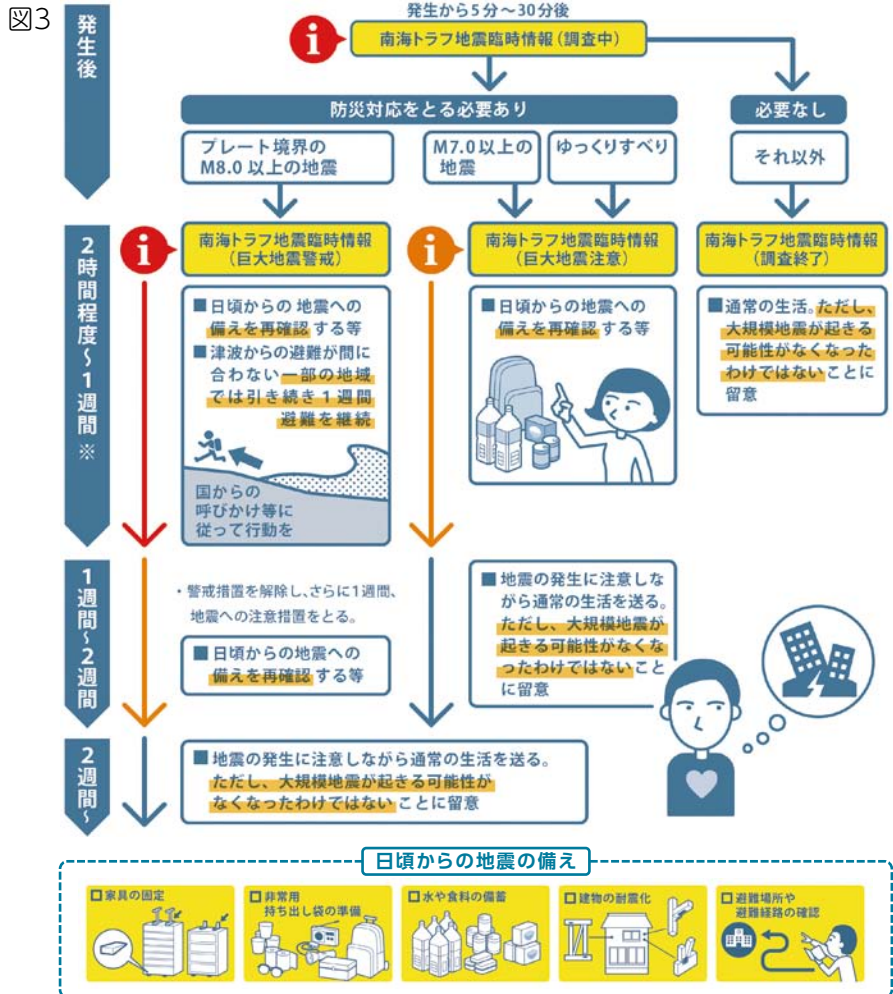 図3
発生後
発生から5分～30分後
i
南海トラフ地震臨時情報(調査中)
防災対応をとる必要あり
必要なし
プレート境界の
M8.0以上の地震
M7.0以上の
地震
ゆっくりすべり
それ以外
2時間程度～1週間※
i
南海トラフ地震臨時情報
(巨大地震警戒)
i
南海トラフ地震臨時情報
(巨大地震注意)
南海トラフ地震臨時情報
(調査終了)
■日頃からの 地震への
備えを再確認 する等
■津波からの避難が間に
合わない一部の地域
では引き続き1週間
避難を継続
国からの
呼びかけ等に
従って行動を
■日頃からの地震への
備えを再確認 する等
■通常の生活。ただし、
大規模地震が起きる
可能性がなくなった
わけではないことに
留意
1週間～2週間
・警戒措置を解除し、さらに1週間、
地震への注意措置をとる。
■日頃からの地震への
備えを再確認 する等
■地震の発生に注意しな
がら通常の生活を送る。
ただし、大規模地震が
起きる可能性がなくな
ったわけではないこと
に留意
2週間～
■地震の発生に注意しながら通常の生活を送る。
ただし、大規模地震が起きる可能性が
なくなったわけではない ことに留意
日頃からの地震の備え
□家具の固定
□非常用
持ち出し袋の準備
□水や食料の備蓄
□建物の耐震化
□避難場所や
避難経路の確認